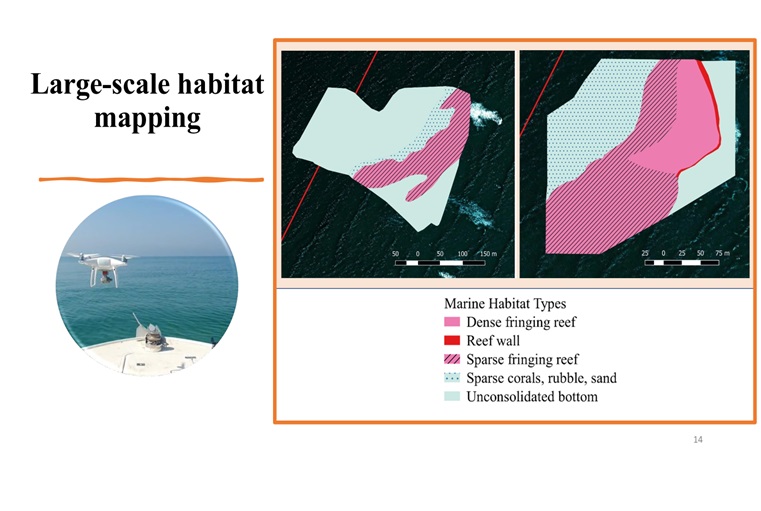 Large-scale habitat
mapping
50 0 50 100 150 m
25 0 25 50 75 m
Marine Habitat Types
Dense fringing reef
Reef wall
Sparse fringing reef
Sparse corals, rubble, sand
Unconsolidated bottom
14